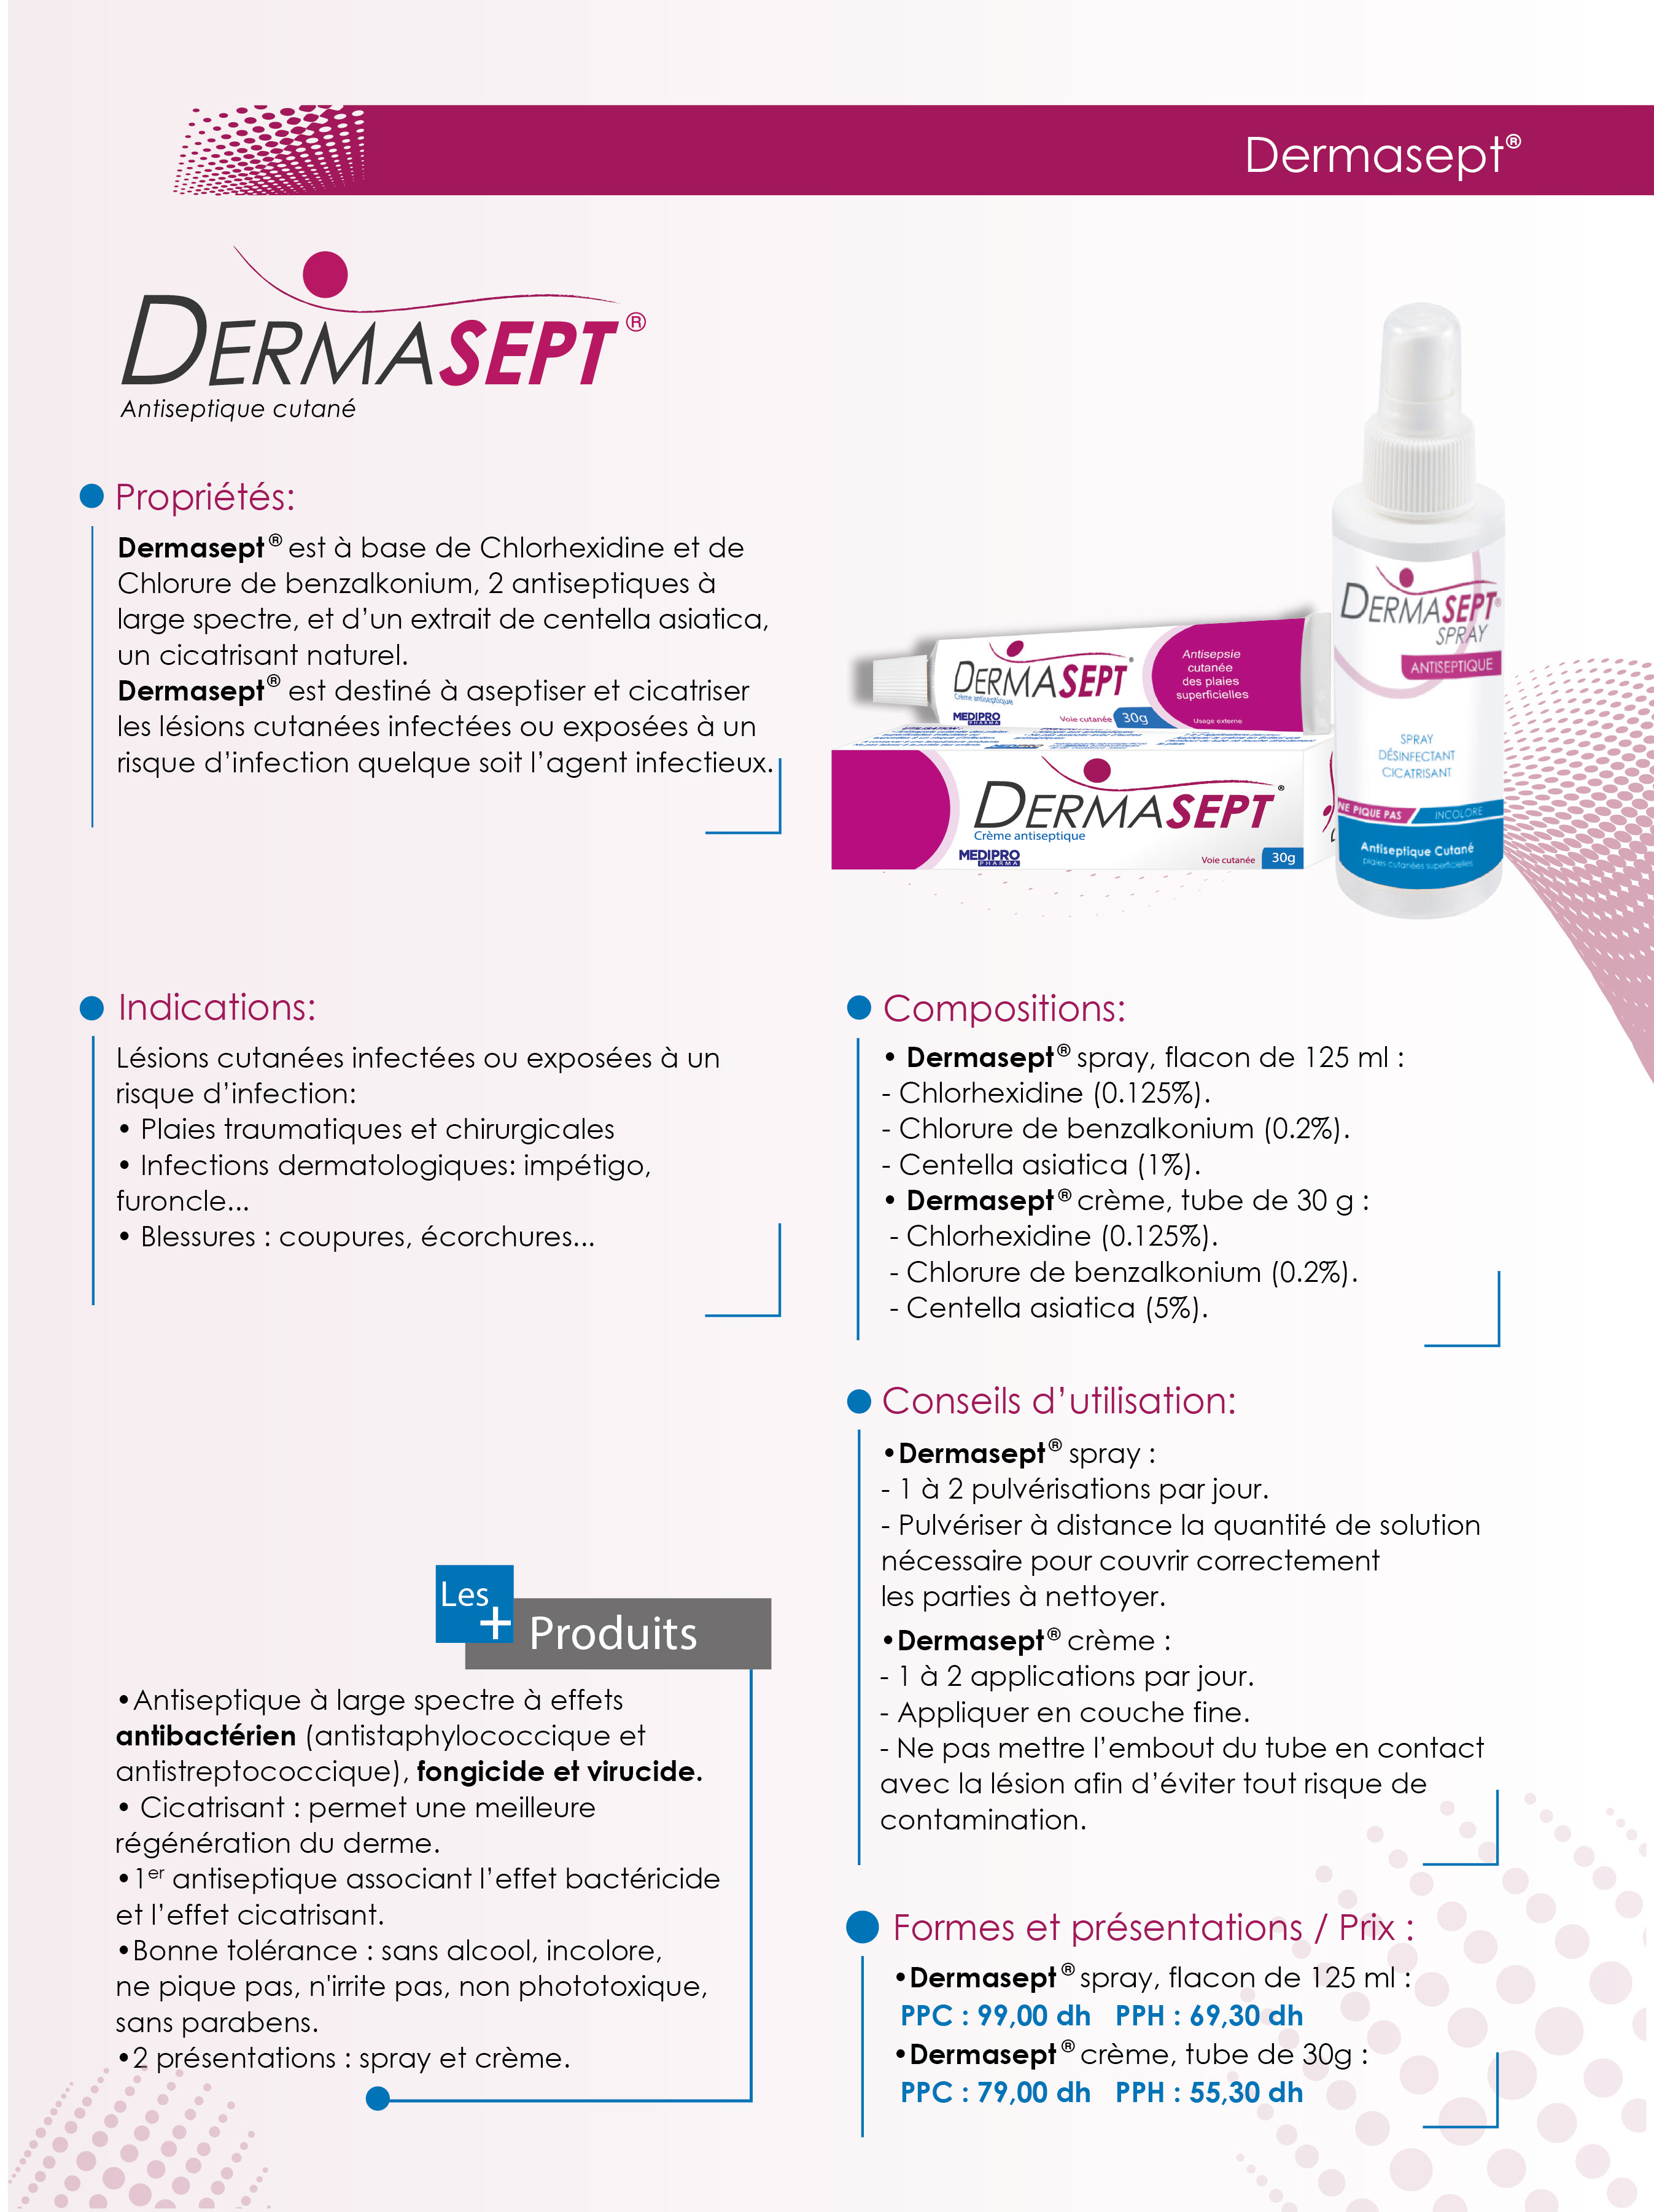 Dermasept®
DERMASEPT®
Antiseptique cutané
Propriétés:
Dermasept® est à base de Chlorhexidine et de
Chlorure de benzalkonium, 2 antiseptiques à
large spectre, et d’un extrait de centella asiatica,
un cicatrisant naturel.
Dermasept® est destiné à aseptiser et cicatriser
les lésions cutanées infectées ou exposées à un
risque d’infection quelque soit l’agent infectieux.
DERMASEPT
Crème antiseptique
MEDIPRO
PHARMA
Voie cutanée 30g
Antisepsie
cutanée
des plaies
superficielles
Usage externe
DERMASEPT®
Crème antiseptique
MEDIPRO
PHARMA
Voie cutanée 30g
DERMASEPT®
SPRAY
ANTISEPTIQUE
SPRAY
DÉSINFECTANT
CICATRISANT
NE PIQUE PAS INCOLORE
Antiseptique Cutané
plaies cutanées superficielles
Indications:
Lésions cutanées infectées ou exposées à un
risque d’infection:
• Plaies traumatiques et chirurgicales
• Infections dermatologiques: impétigo,
furoncle...
• Blessures : coupures, écorchures...
Les +
Produits
•Antiseptique à large spectre à effets
antibactérien (antistaphylococcique et
antistreptococcique), fongicide et virucide.
• Cicatrisant : permet une meilleure
régénération du derme.
•1er antiseptique associant l’effet bactéricide
et l’effet cicatrisant.
•Bonne tolérance : sans alcool, incolore,
ne pique pas, n'irrite pas, non phototoxique,
sans parabens.
•2 présentations : spray et crème.
Compositions:
• Dermasept® spray, flacon de 125 ml :
- Chlorhexidine (0.125%).
- Chlorure de benzalkonium (0.2%).
- Centella asiatica (1%).
• Dermasept® crème, tube de 30 g :
- Chlorhexidine (0.125%).
- Chlorure de benzalkonium (0.2%).
- Centella asiatica (5%).
Conseils d’utilisation:
•Dermasept® spray :
- 1 à 2 pulvérisations par jour.
- Pulvériser à distance la quantité de solution
nécessaire pour couvrir correctement
les parties à nettoyer.
•Dermasept® crème :
- 1 à 2 applications par jour.
- Appliquer en couche fine.
- Ne pas mettre l’embout du tube en contact
avec la lésion afin d’éviter tout risque de
contamination.
Formes et présentations / Prix :
•Dermasept® spray, flacon de 125 ml :
PPC : 99,00 dh PPH : 69,30 dh
•Dermasept® crème, tube de 30g :
PPC : 79,00 dh PPH : 55,30 dh